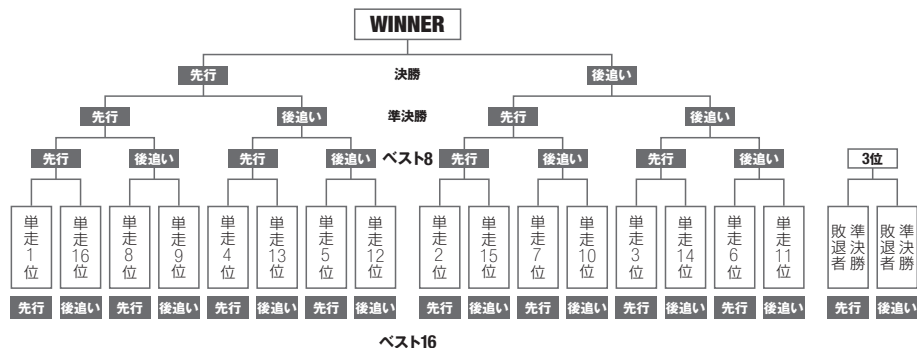 WINNER
先行 決勝 後追い
先行 後追い 準決勝 先行 後追い
先行 後追い 先行 後追い ベスト8 先行 後追い 先行 後追い 3位
単走1位
単走16位
単走8位
単走9位
単走4位
単走13位
単走5位
単走12位
単走2位
単走15位
単走7位
単走10位
単走3位
単走14位
単走6位
単走11位
準決勝
敗退者
準決勝
敗退者
先行 後追い 先行 後追い 先行 後追い 先行 後追い 先行 後追い 先行 後追い 先行 後追い 先行 後追い 先行 後追い
ベスト16